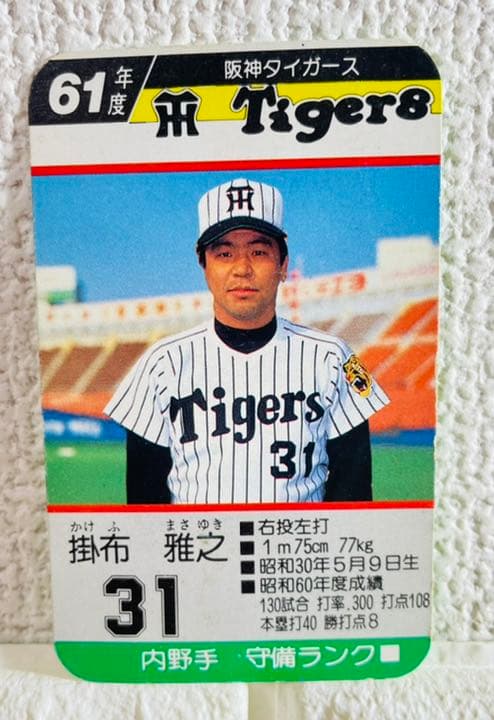 61年度
阪神タイガース
TH Tigers
TH
Tigers
31
かけ ふ まさ ゆき
掛布 雅之
31
■右投左打
■1m75cm 77kg
■昭和30年5月9日生
■昭和60年度成績
130試合 打率.300 打点108
本塁打40 勝打点8
内野手 守備ランク■